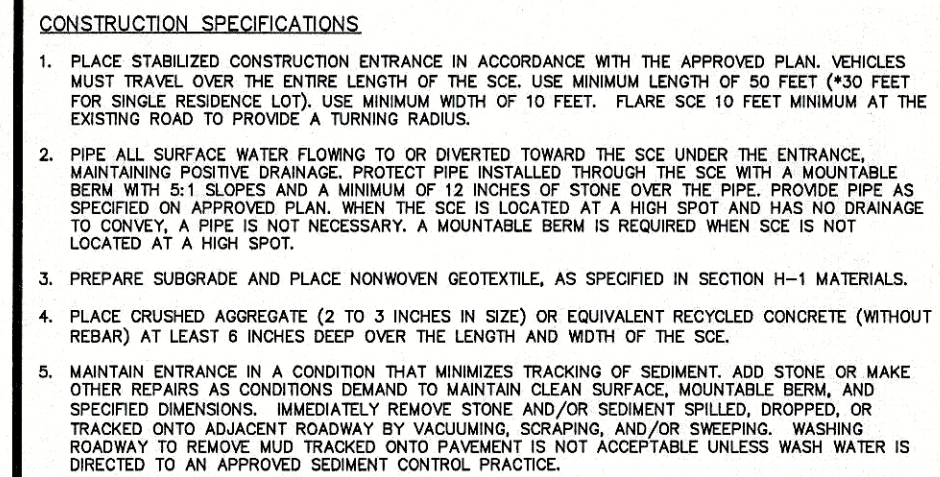 CONSTRUCTION SPECIFICATIONS
1. PLACE STABILIZED CONSTRUCTION ENTRANCE IN ACCORDANCE WITH THE APPROVED PLAN. VEHICLES
MUST TRAVEL OVER THE ENTIRE LENGTH OF THE SCE. USE MINIMUM LENGTH OF 50 FEET (*30 FEET
FOR SINGLE RESIDENCE LOT). USE MINIMUM WIDTH OF 10 FEET. FLARE SCE 10 FEET MINIMUM AT THE
EXISTING ROAD TO PROVIDE A TURNING RADIUS.
2. PIPE ALL SURFACE WATER FLOWING TO OR DIVERTED TOWARD THE SCE UNDER THE ENTRANCE,
MAINTAINING POSITIVE DRAINAGE. PROTECT PIPE INSTALLED THROUGH THE SCE WITH A MOUNTABLE
BERM WITH 5:1 SLOPES AND A MINIMUM OF 12 INCHES OF STONE OVER THE PIPE. PROVIDE PIPE AS
SPECIFIED ON APPROVED PLAN. WHEN THE SCE IS LOCATED AT A HIGH SPOT AND HAS NO DRAINAGE
TO CONVEY, A PIPE IS NOT NECESSARY. A MOUNTABLE BERM IS REQUIRED WHEN SCE IS NOT
LOCATED AT A HIGH SPOT.
3. PREPARE SUBGRADE AND PLACE NONWOVEN GEOTEXTILE, AS SPECIFIED IN SECTION H-1 MATERIALS.
4. PLACE CRUSHED AGGREGATE (2 TO 3 INCHES IN SIZE) OR EQUIVALENT RECYCLED CONCRETE (WITHOUT
REBAR) AT LEAST 6 INCHES DEEP OVER THE LENGTH AND WIDTH OF THE SCE.
5. MAINTAIN ENTRANCE IN A CONDITION THAT MINIMIZES TRACKING OF SEDIMENT. ADD STONE OR MAKE
OTHER REPAIRS AS CONDITIONS DEMAND TO MAINTAIN CLEAN SURFACE, MOUNTABLE BERM, AND
SPECIFIED DIMENSIONS. IMMEDIATELY REMOVE STONE AND/OR SEDIMENT SPILLED, DROPPED, OR
TRACKED ONTO ADJACENT ROADWAY BY VACUUMING, SCRAPING, AND/OR SWEEPING. WASHING
ROADWAY TO REMOVE MUD TRACKED ONTO PAVEMENT IS NOT ACCEPTABLE UNLESS WASH WATER IS
DIRECTED TO AN APPROVED SEDIMENT CONTROL PRACTICE.